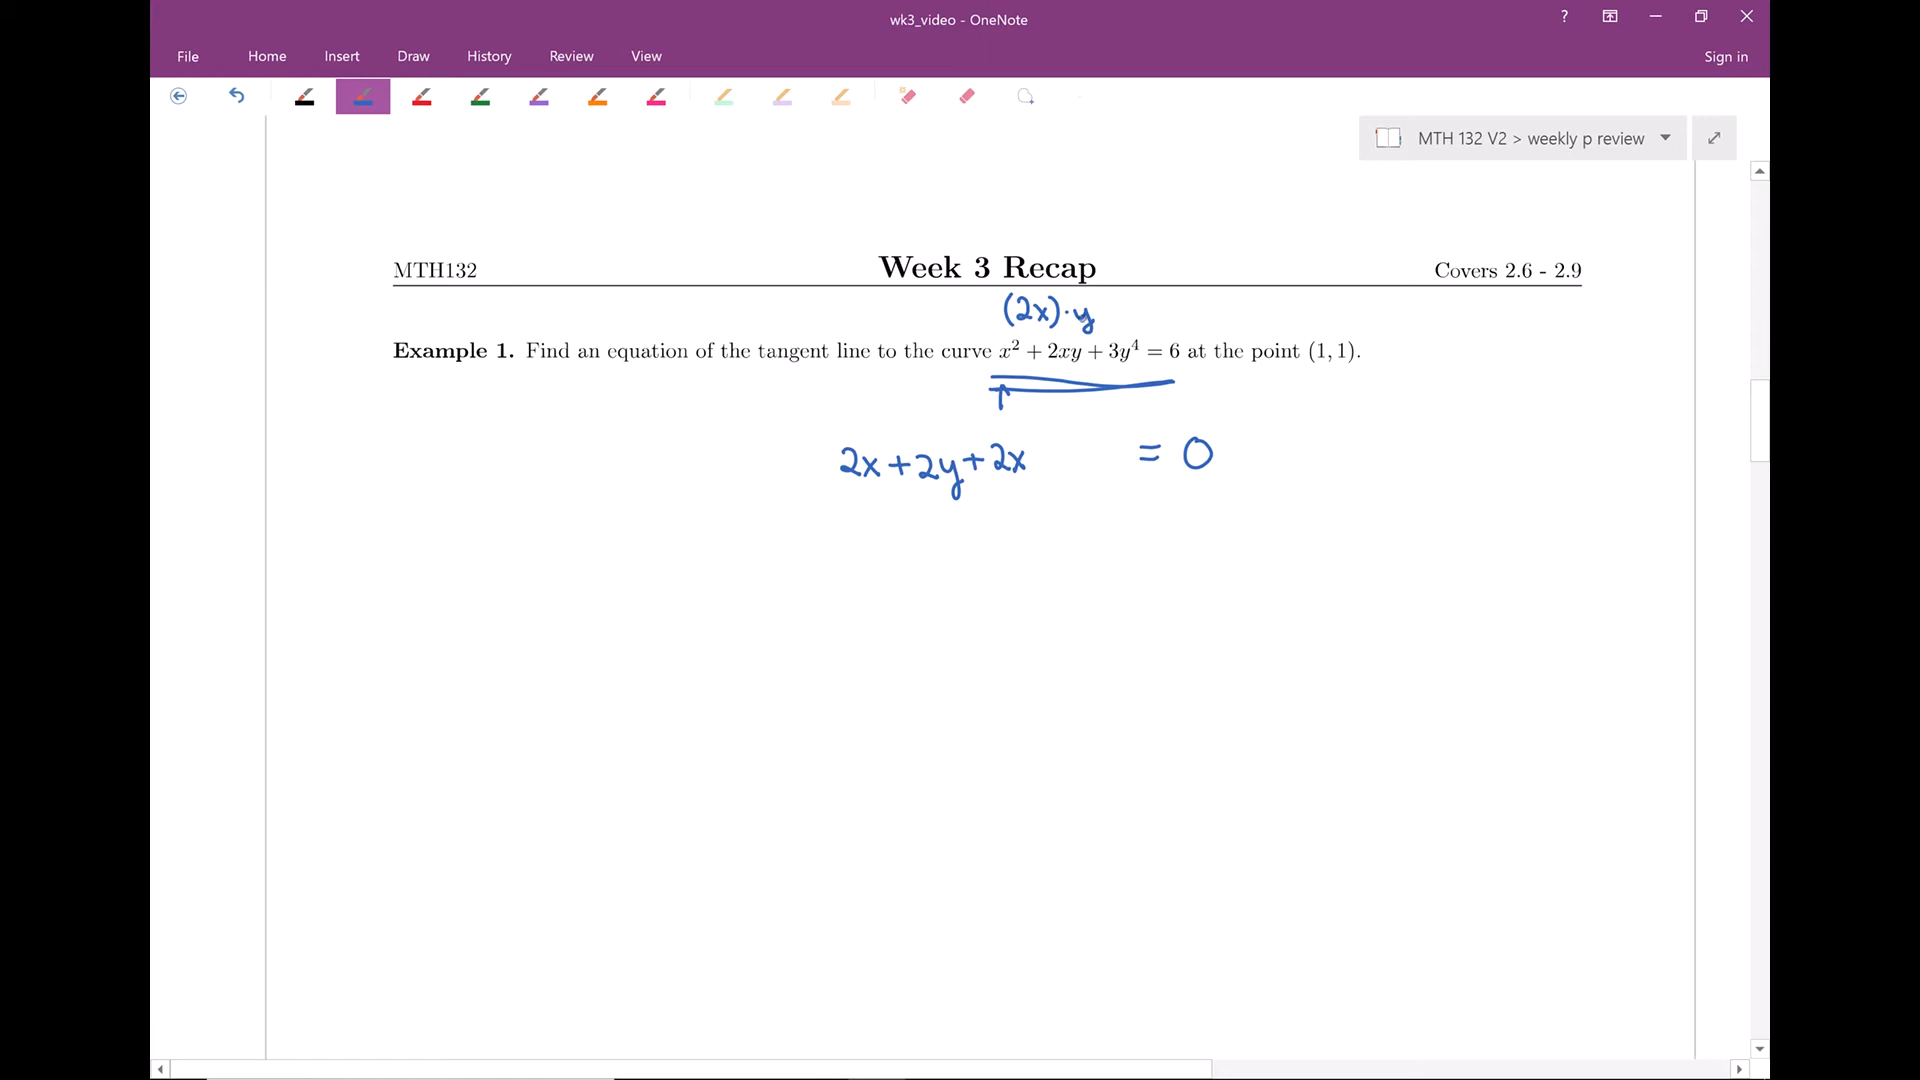 wk3_video - OneNote
?
File Home Insert Draw History Review View Sign in
MTH 132 V2 > weekly p review
MTH132 Week 3 Recap Covers 2.6 - 2.9
(2x)·y
Example 1. Find an equation of the tangent line to the curve x² + 2xy + 3y⁴ = 6 at the point (1, 1).
2x+2y+2x = 0